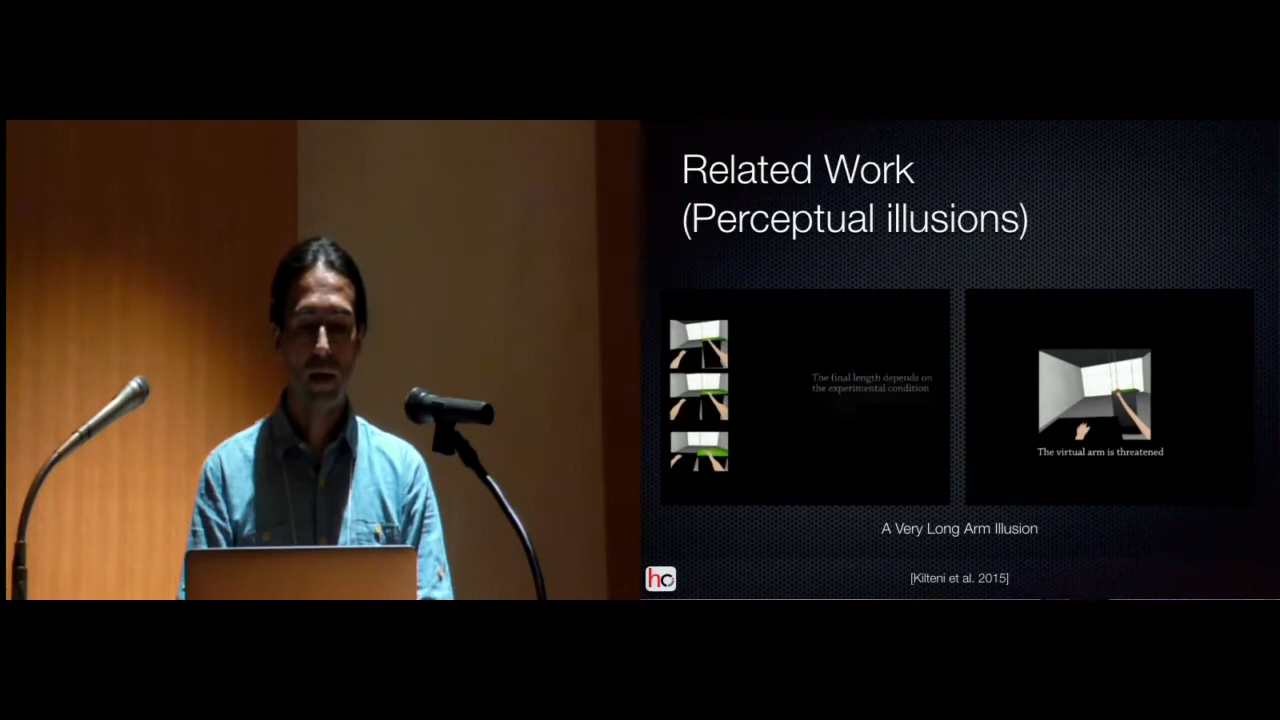 Related Work
(Perceptual illusions)
The final length depends on
the experimental condition
The virtual arm is threatened
A Very Long Arm Illusion
hc
[Kilteni et al. 2015]